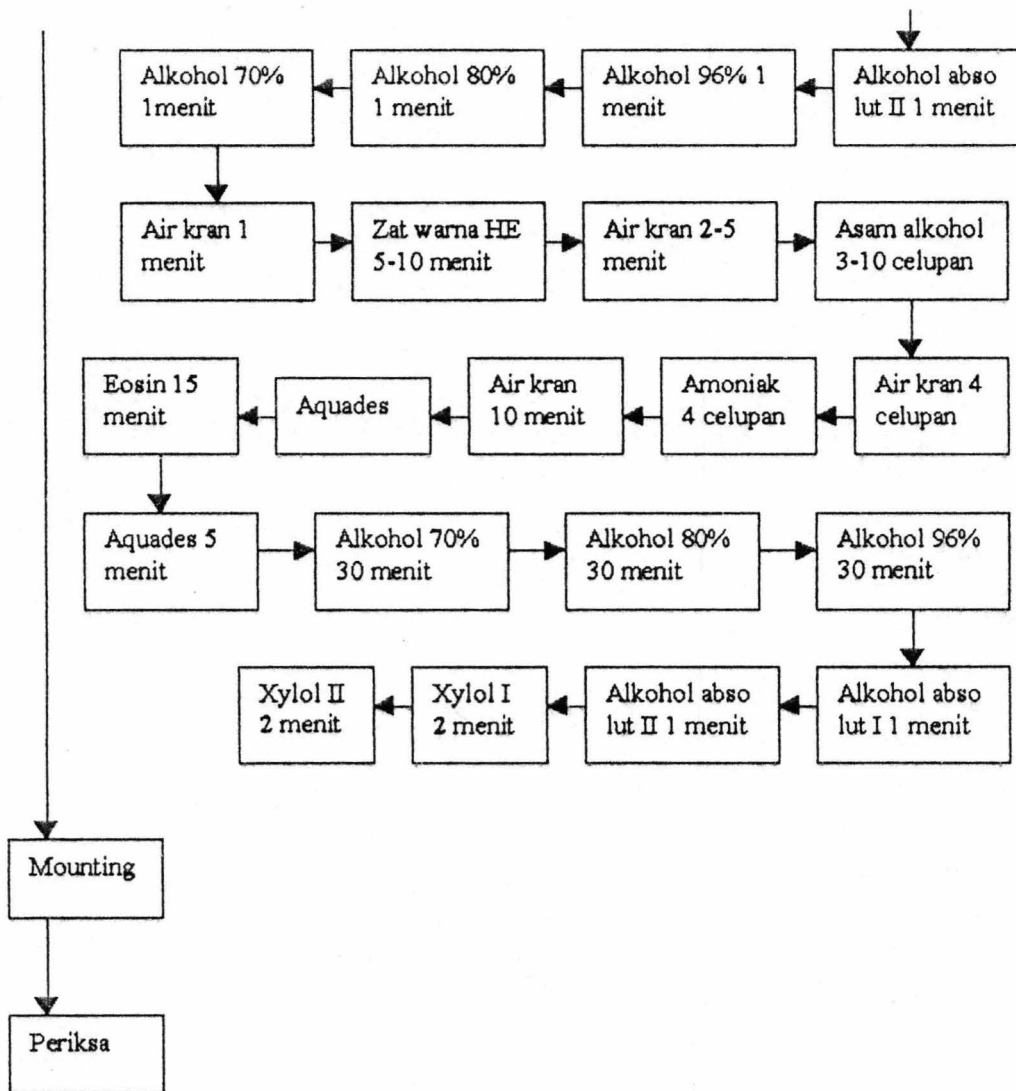 Alkohol 70%
1menit
Alkohol 80%
1 menit
Alkohol 96% 1
menit
Alkohol abso
lut II 1 menit
Air kran 1
menit
Zat warna HE
5-10 menit
Air kran 2-5
menit
Asam alkohol
3-10 celupan
Eosin 15
menit
Aquades
Air kran
10 menit
Amoniak
4 celupan
Air kran 4
celupan
Aquades 5
menit
Alkohol 70%
30 menit
Alkohol 80%
30 menit
Alkohol 96%
30 menit
Xylol II
2 menit
Xylol I
2 menit
Alkohol abso
lut II 1 menit
Alkohol abso
lut I 1 menit
Mounting
Periksa